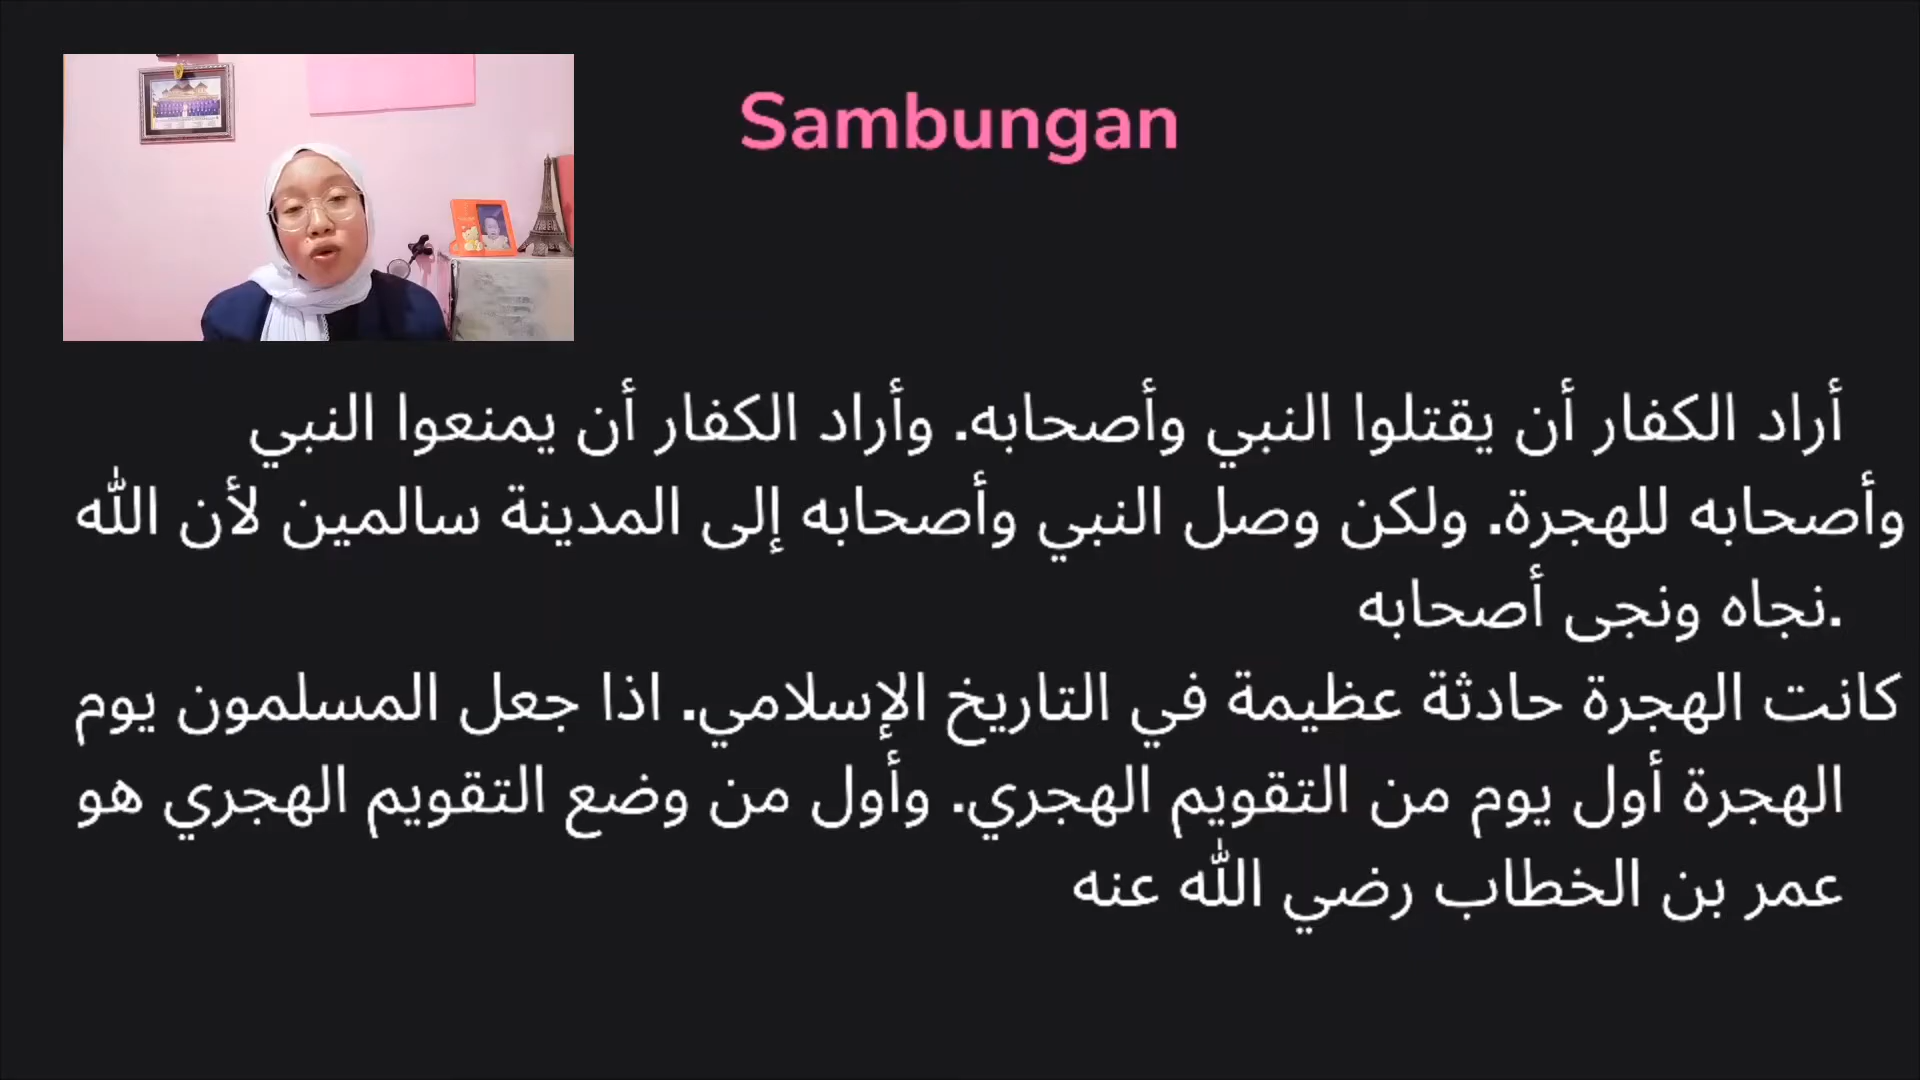 Sambungan
أراد الكفار أن يقتلوا النبي وأصحابه. وأراد الكفار أن يمنعوا النبي
وأصحابه للهجرة. ولكن وصل النبي وأصحابه إلى المدينة سالمين لأن الله
نجاه ونجى أصحابه.
كانت الهجرة حادثة عظيمة في التاريخ الإسلامي. اذا جعل المسلمون يوم
الهجرة أول يوم من التقويم الهجري. وأول من وضع التقويم الهجري هو
عمر بن الخطاب رضي الله عنه